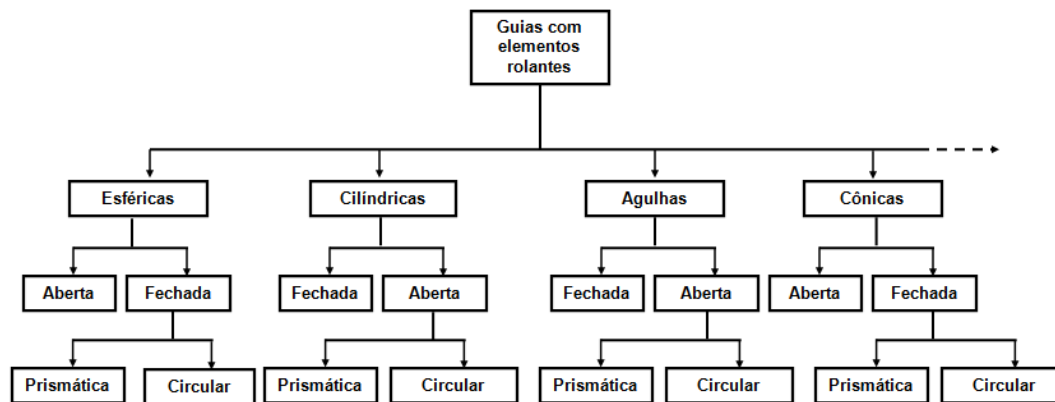 Guias com
elementos
rolantes
Esféricas
Cilíndricas
Agulhas
Cônicas
Aberta
Fechada
Fechada
Aberta
Fechada
Aberta
Aberta
Fechada
Prismática
Circular
Prismática
Circular
Prismática
Circular
Prismática
Circular